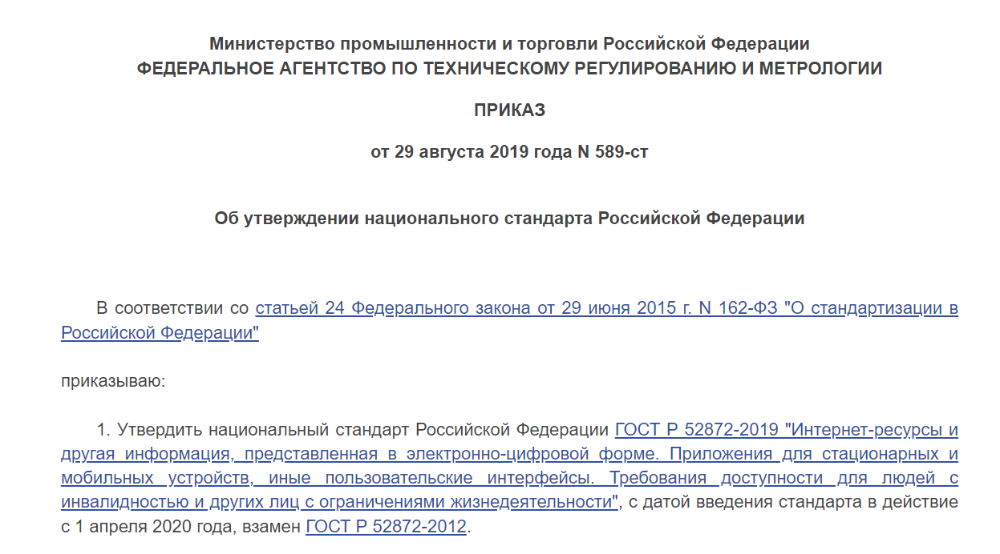 Министерство промышленности и торговли Российской Федерации
ФЕДЕРАЛЬНОЕ АГЕНТСТВО ПО ТЕХНИЧЕСКОМУ РЕГУЛИРОВАНИЮ И МЕТРОЛОГИИ
ПРИКАЗ
от 29 августа 2019 года N 589-ст
Об утверждении национального стандарта Российской Федерации
В соответствии со статьей 24 Федерального закона от 29 июня 2015 г. N 162-ФЗ "О стандартизации в
Российской Федерации"
приказываю:
1. Утвердить национальный стандарт Российской Федерации ГОСТ Р 52872-2019 "Интернет-ресурсы и
другая информация, представленная в электронно-цифровой форме. Приложения для стационарных и
мобильных устройств, иные пользовательские интерфейсы. Требования доступности для людей с
инвалидностью и других лиц с ограничениями жизнедеятельности", с датой введения стандарта в действие
с 1 апреля 2020 года, взамен ГОСТ Р 52872-2012.